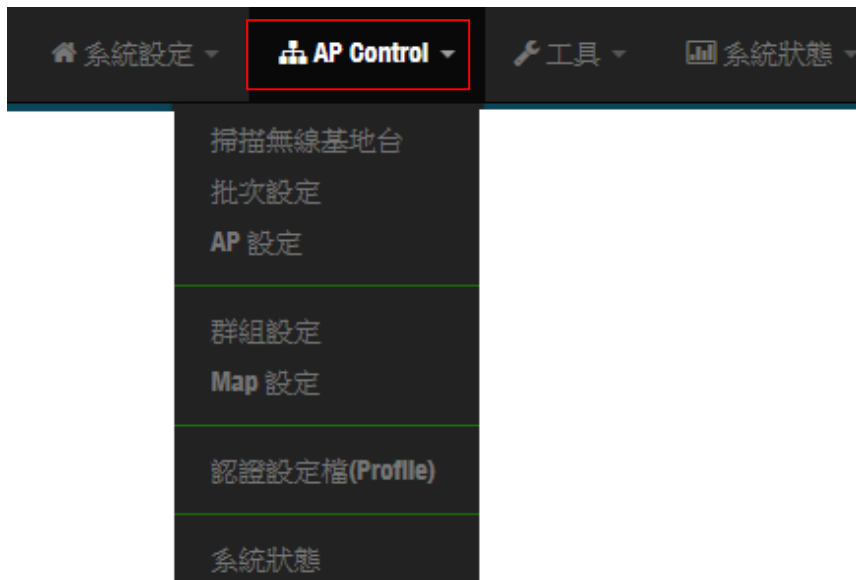 系統設定 AP Control 工具 系統狀態
掃描無線基地台
批次設定
AP 設定
群組設定
Map 設定
認證設定檔(Profile)
系統狀態